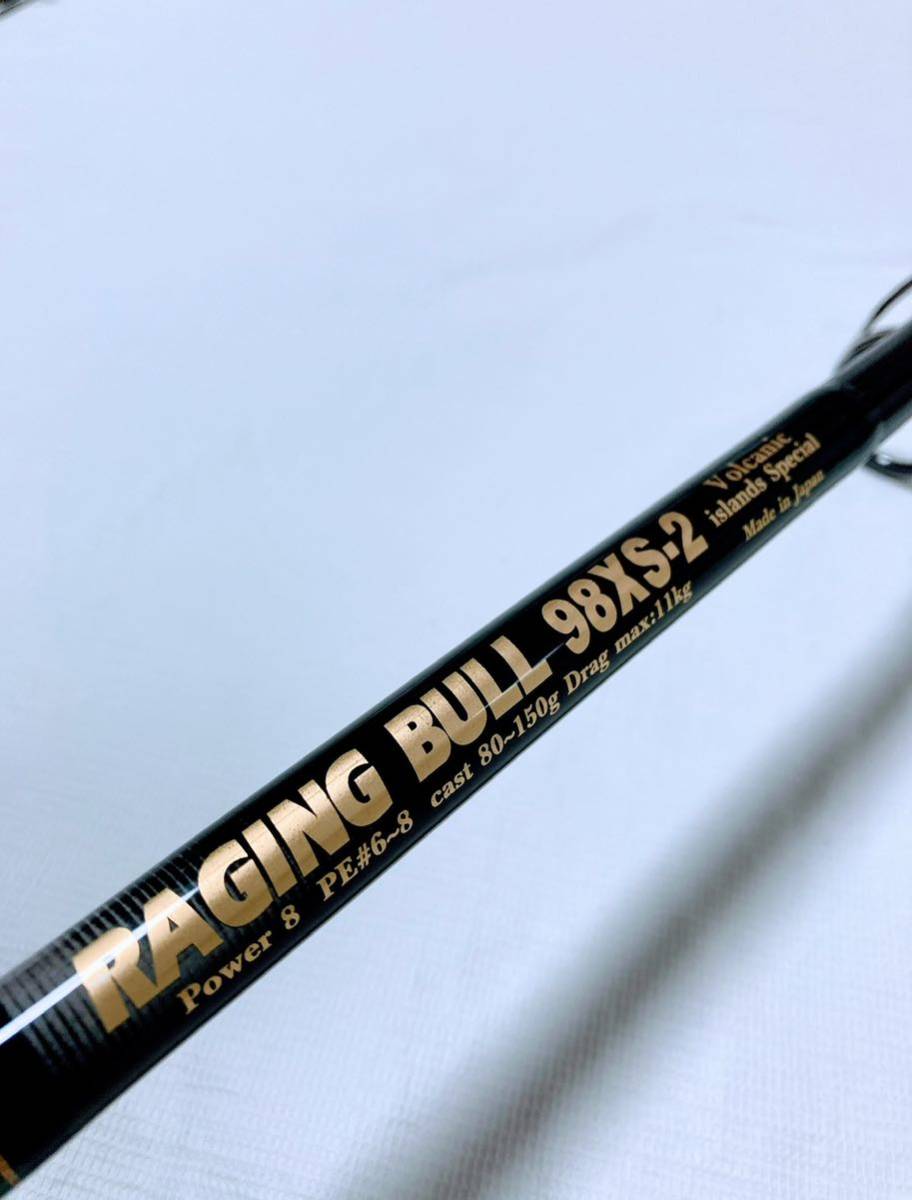 RAGING BULL 98XS-2
Volcanic
islands Special
Power 8 PE#6~8 cast 80~150g Drag max:11kg
Made in Japan